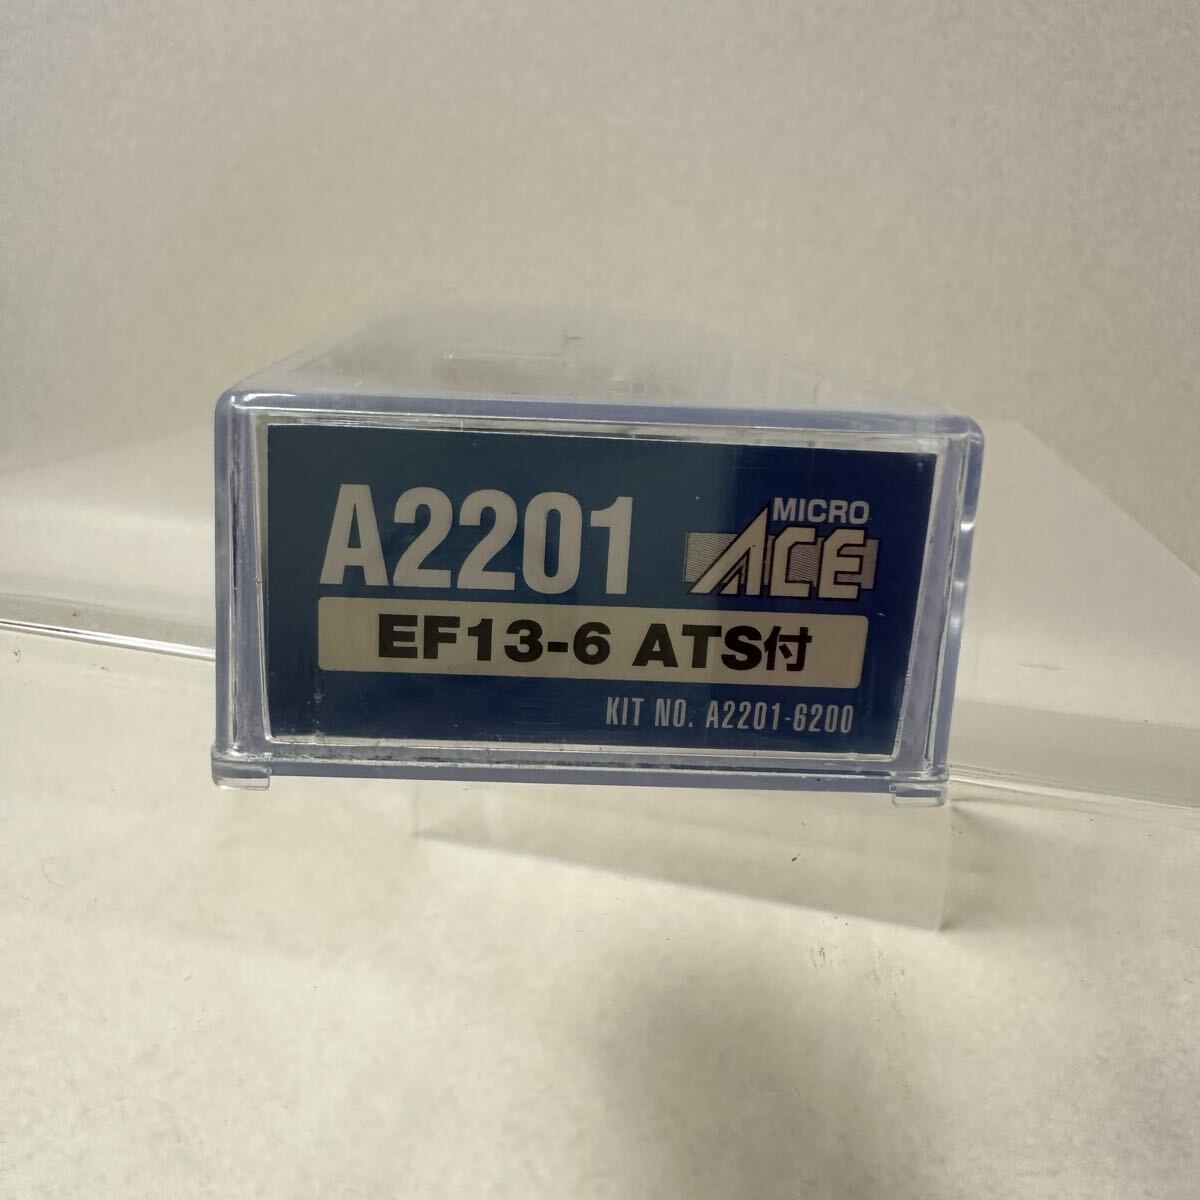 A2201
MICRO
ACE
EF13-6 ATS付
KIT NO. A2201-6200